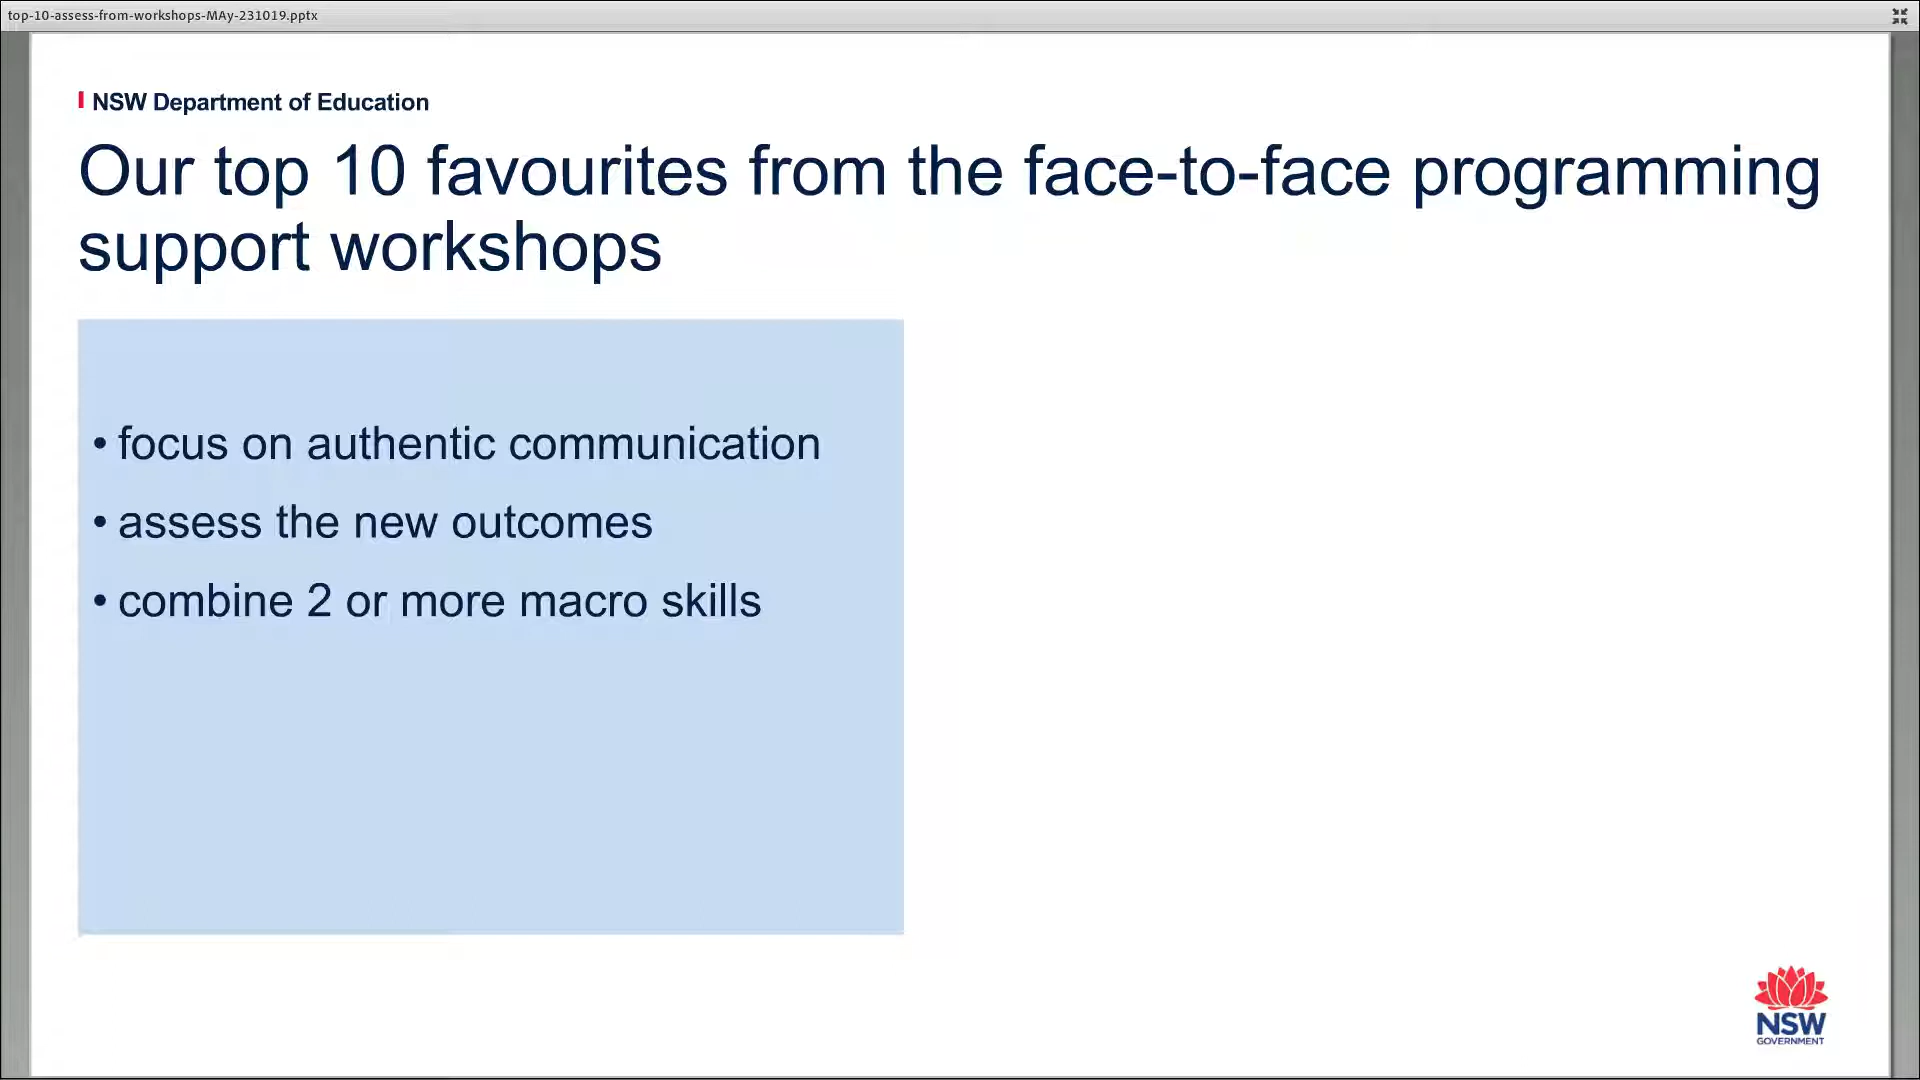 top-10-assess-from-workshops-MAy-231019.pptx
NSW Department of Education
Our top 10 favourites from the face-to-face programming
support workshops
• focus on authentic communication
• assess the new outcomes
• combine 2 or more macro skills
NSW
GOVERNMENT